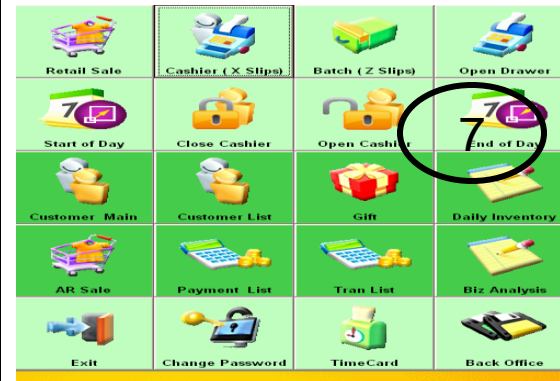 Retail Sale
Cashier ( X Slips)
Batch ( Z Slips)
Open Drawer
7
7
7
Start of Day
Close Cashier
Open Cashier
End of Day
Customer Main
Customer List
Gift
Daily Inventory
AR Sale
Payment List
Tran List
Biz Analysis
Exit
Change Password
TimeCard
Back Office